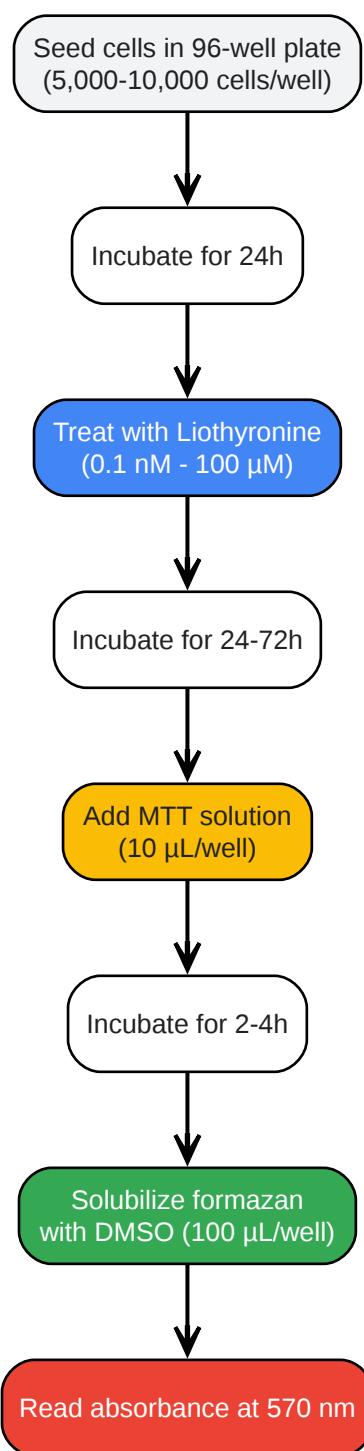 Seed cells in 96-well plate
(5,000-10,000 cells/well)
Incubate for 24h
Treat with Liothyronine
(0.1 nM - 100 µM)
Incubate for 24-72h
Add MTT solution
(10 µL/well)
Incubate for 2-4h
Solubilize formazan
with DMSO (100 µL/well)
Read absorbance at 570 nm